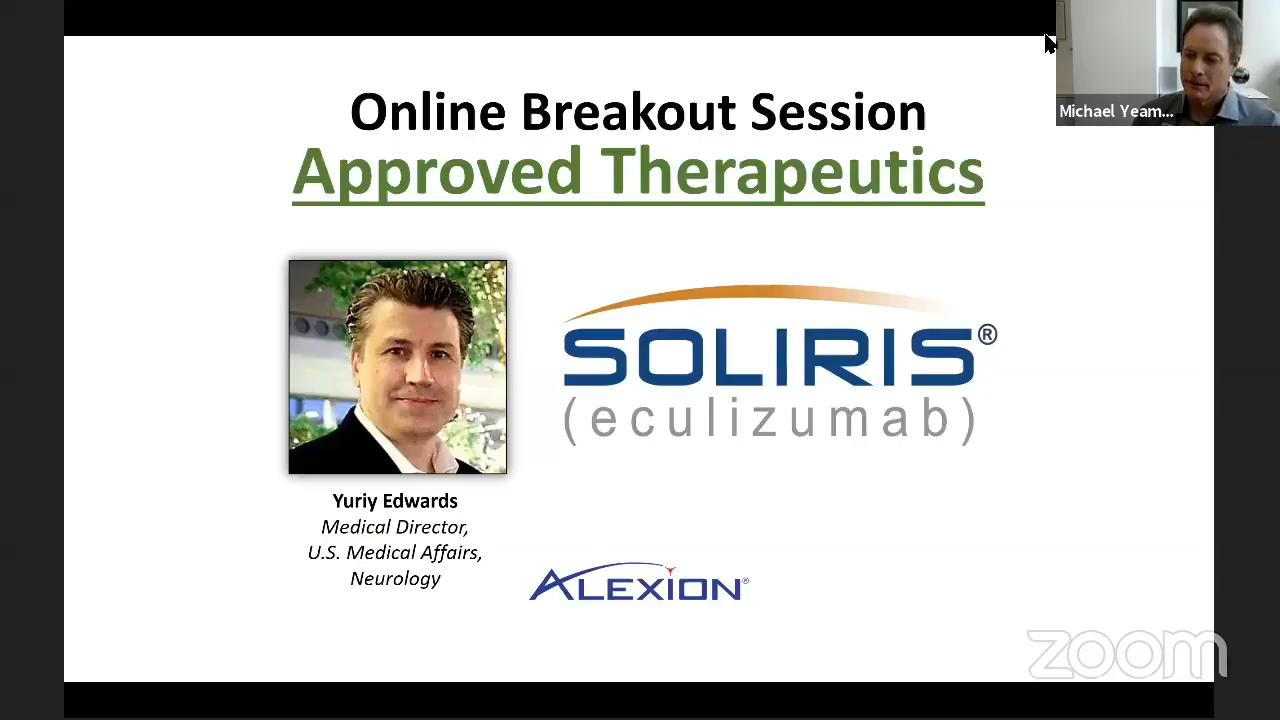 Online Breakout Session
Approved Therapeutics
Michael Yeam...
SOLIRIS®
(eculizumab)
Yuriy Edwards
Medical Director,
U.S. Medical Affairs,
Neurology
ALEXION®
zoom